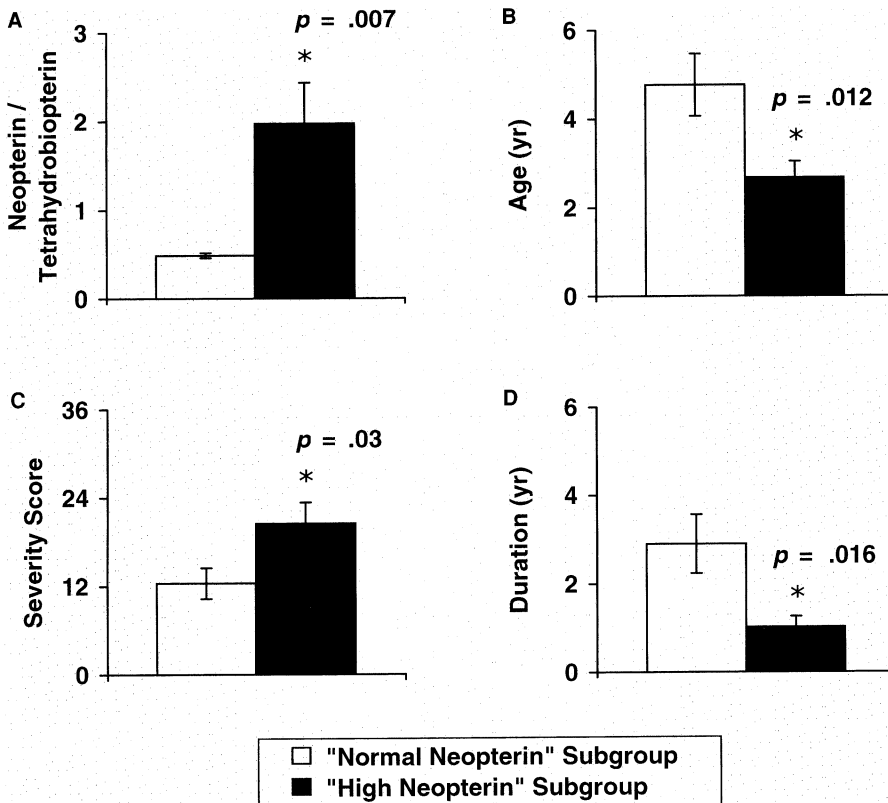 A
p = .007
*
3
2
1
0
Neopterin /
Tetrahydrobiopterin
B
p = .012
*
6
4
2
0
Age (yr)
C
p = .03
*
36
24
12
0
Severity Score
D
p = .016
*
6
4
2
0
Duration (yr)
"Normal Neopterin" Subgroup
"High Neopterin" Subgroup